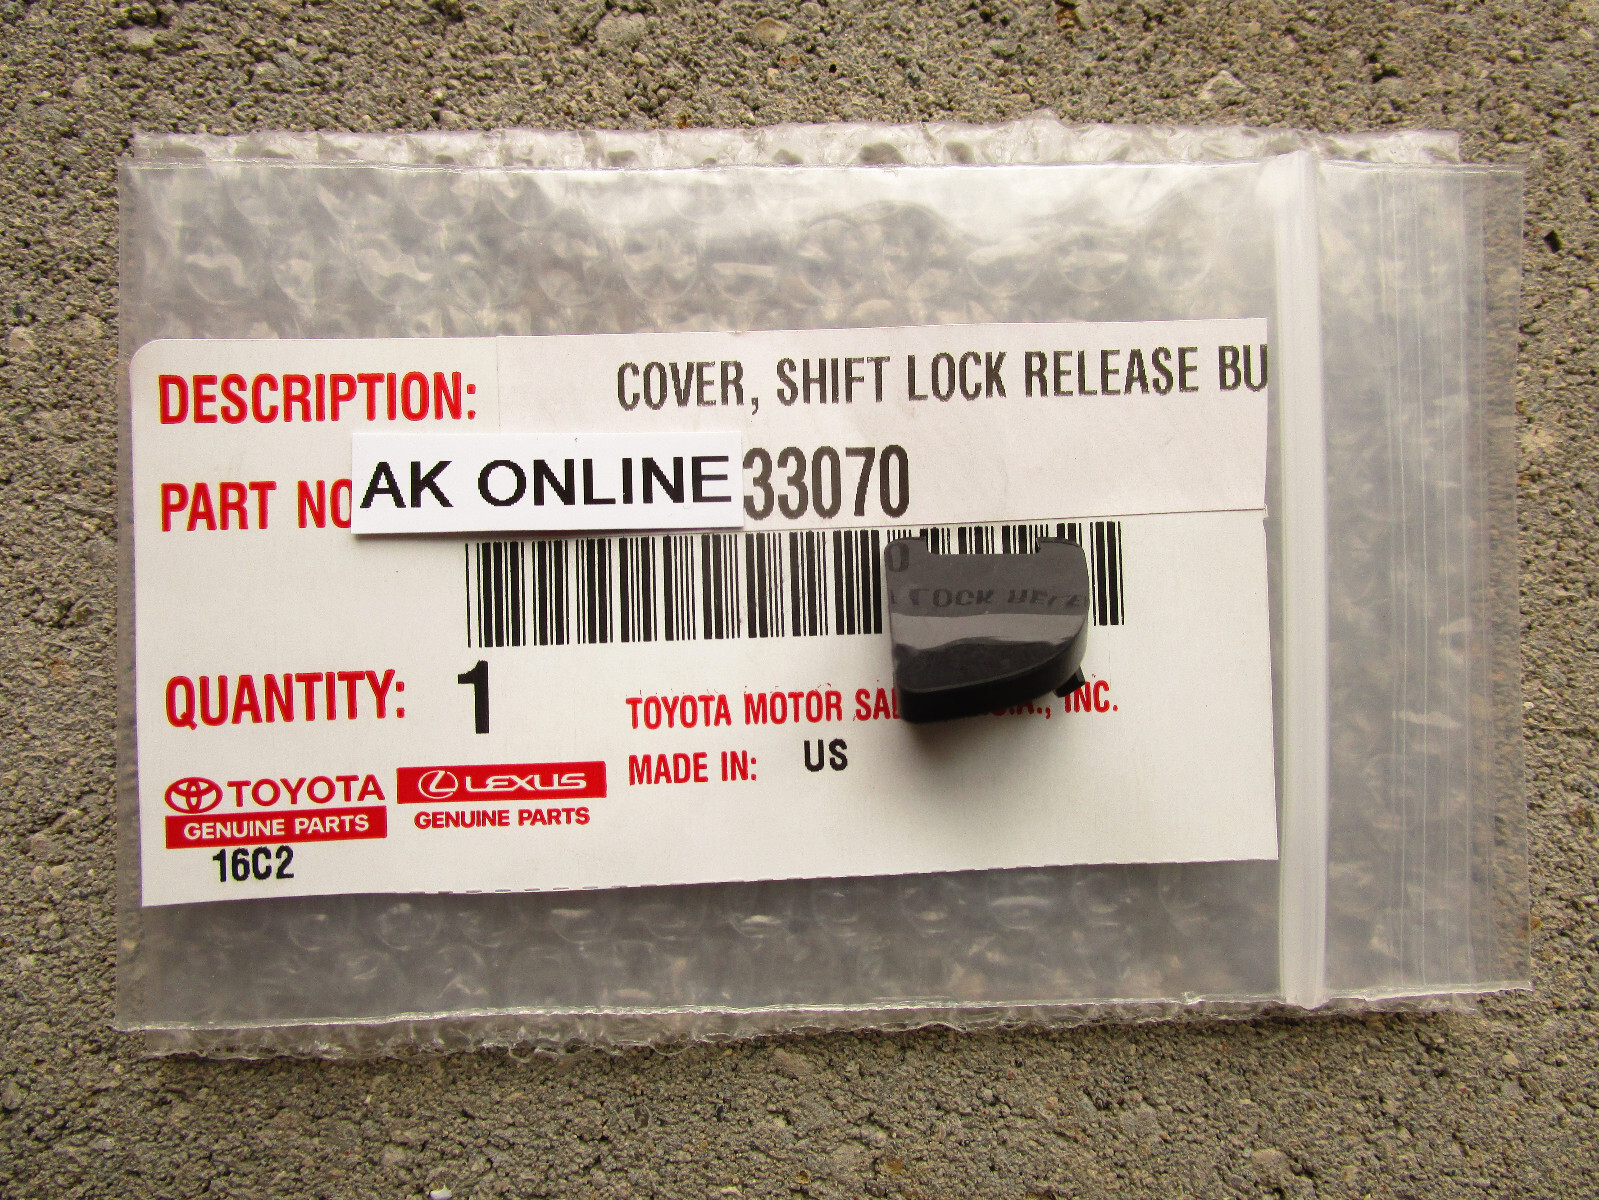 DESCRIPTION: COVER, SHIFT LOCK RELEASE BU
PART NO AK ONLINE 33070
QUANTITY: 1
TOYOTA MOTOR SAL .A., INC.
MADE IN: US
TOYOTA
GENUINE PARTS
LEXUS
GENUINE PARTS
16C2